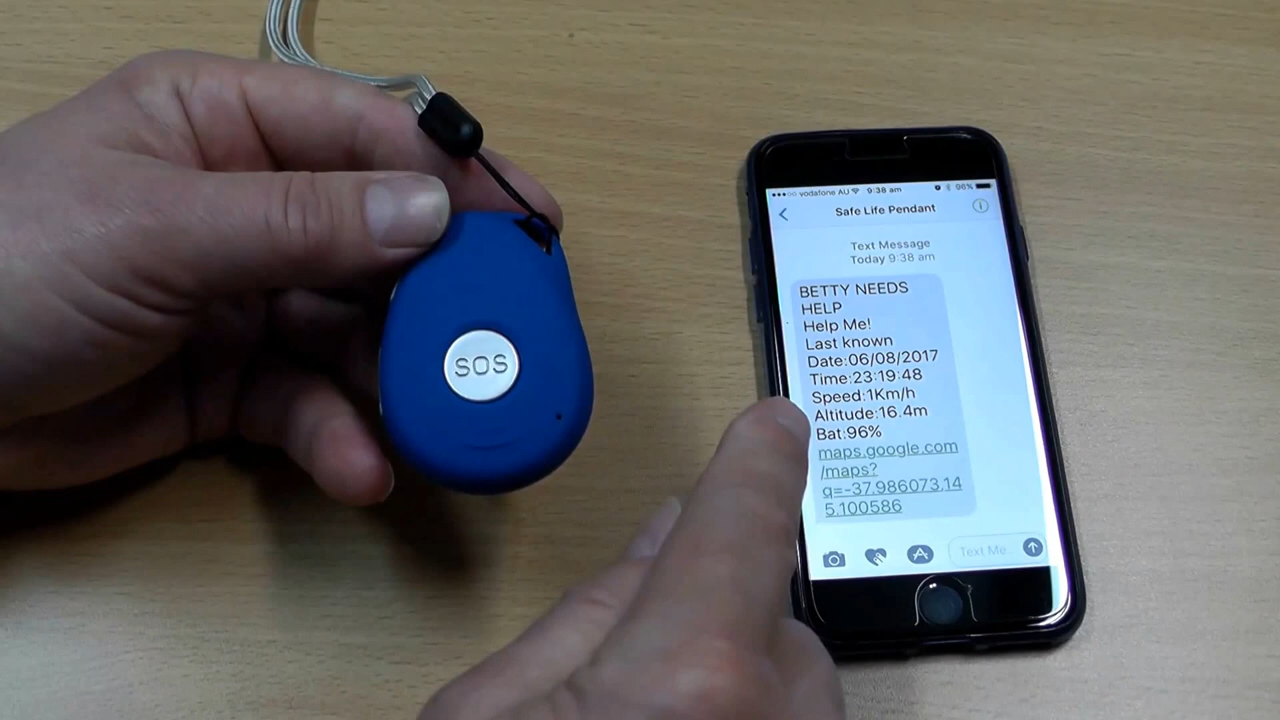 SOS
vodafone AU 9:38 am 96%
Safe Life Pendant
Text Message
Today 9:38 am
BETTY NEEDS
HELP
Help Me!
Last known
Date:06/08/2017
Time:23:19:48
Speed:1Km/h
Altitude:16.4m
Bat:96%
maps.google.com
/maps?
q=-37.986073,14
5.100586
Text Me...